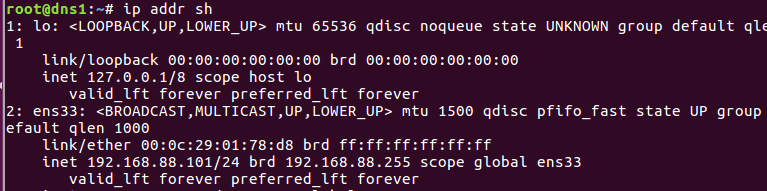 root@dns1:~# ip addr sh
1: lo: <LOOPBACK,UP,LOWER_UP> mtu 65536 qdisc noqueue state UNKNOWN group default qle
 1
    link/loopback 00:00:00:00:00:00 brd 00:00:00:00:00:00
    inet 127.0.0.1/8 scope host lo
       valid_lft forever preferred_lft forever
2: ens33: <BROADCAST,MULTICAST,UP,LOWER_UP> mtu 1500 qdisc pfifo_fast state UP group
efault qlen 1000
    link/ether 00:0c:29:01:78:d8 brd ff:ff:ff:ff:ff:ff
    inet 192.168.88.101/24 brd 192.168.88.255 scope global ens33
       valid_lft forever preferred_lft forever